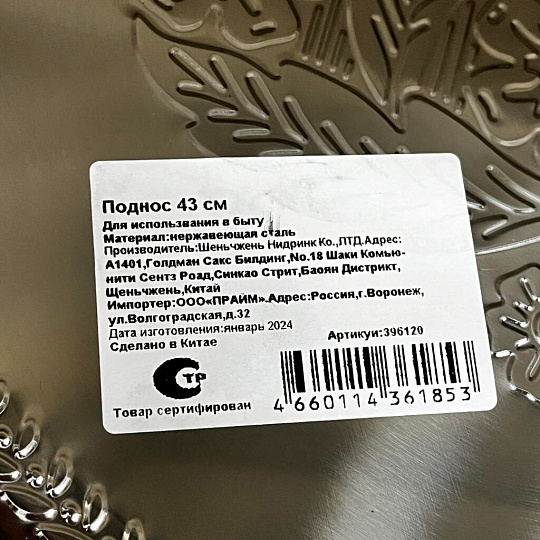 Поднос 43 см
Для использвания в быту
Материал:нержавеющая сталь
Производитель:Шеньчжень Нидринк Ко.,ЛТД.Адрес:
А1401,Голдман Сакс Билдинг,No.18 Шаки Комью-
нити Сентз Роад,Синкао Стрит,Баоян Дистрикт,
Щеньчжень,Китай
Импортер:ООО«ПРАЙМ».Адрес:Россия,г.Воронеж,
ул.Волгоградская,д.32
Дата изготовления:январь 2024
Сделано в Китае
Артикуи:396120
СТР
Товар сертифирован
4 660114 361853